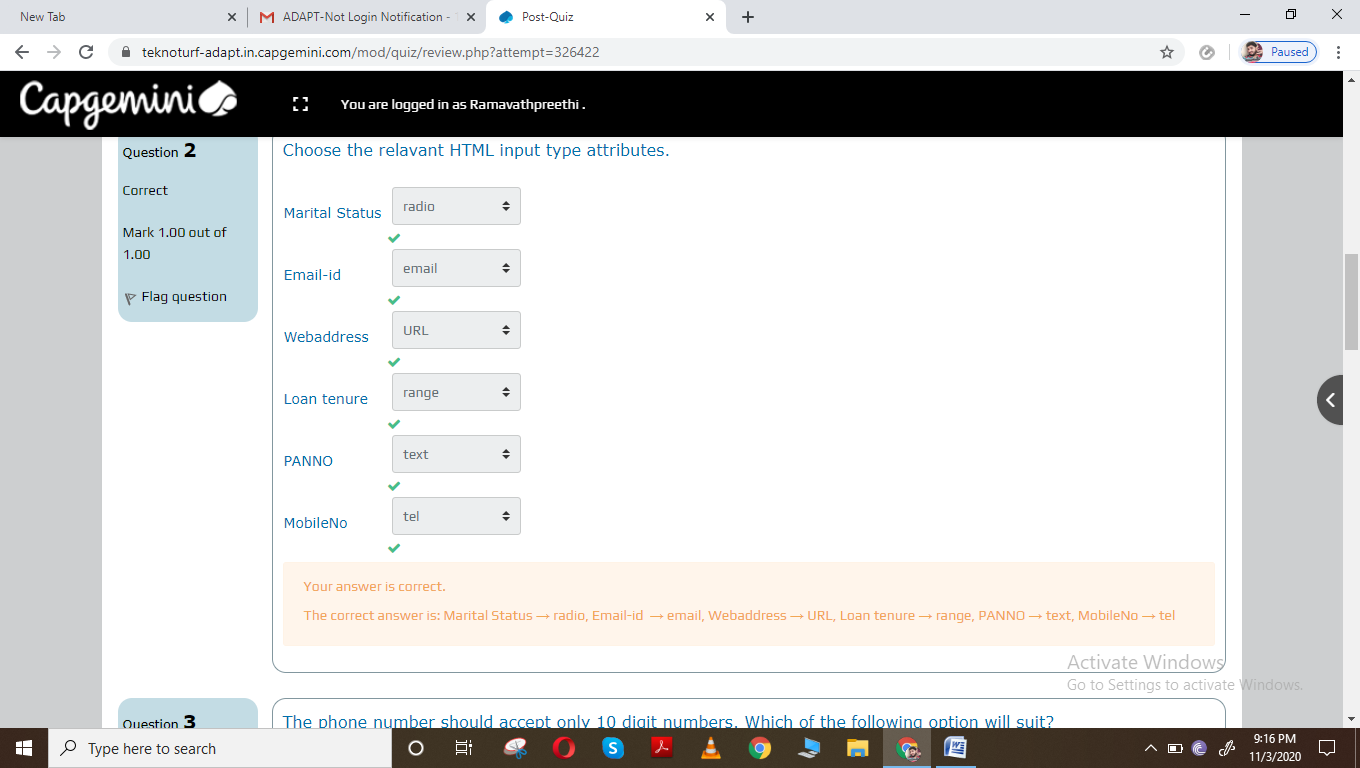 New Tab
ADAPT-Not Login Notification -
Post-Quiz
teknoturf-adapt.in.capgemini.com/mod/quiz/review.php?attempt=326422
Paused
Capgemini
You are logged in as Ramavathpreethi .
Question 2
Correct
Mark 1.00 out of
1.00
Flag question
Choose the relavant HTML input type attributes.
Marital Status radio
Email-id email
Webaddress URL
Loan tenure range
PANNO text
MobileNo tel
Your answer is correct.
The correct answer is: Marital Status → radio, Email-id → email, Webaddress → URL, Loan tenure → range, PANNO → text, MobileNo → tel
Activate Windows
Go to Settings to activate Windows.
Question 3
The phone number should accept only 10 digit numbers. Which of the following option will suit?
Type here to search
9:16 PM
11/3/2020